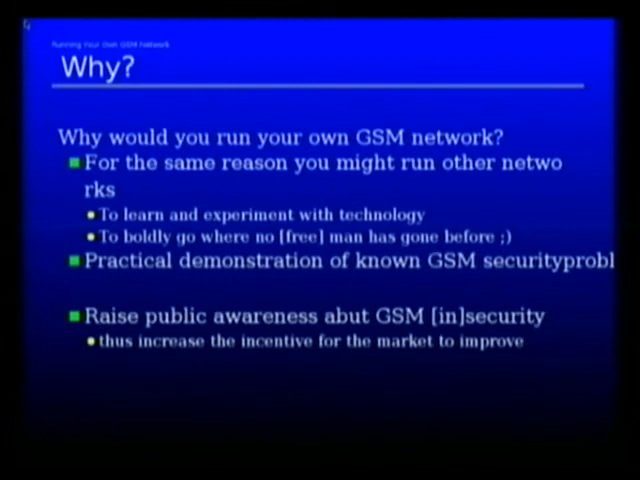 Running Your Own GSM Network
Why?
Why would you run your own GSM network?
For the same reason you might run other netwo
rks
To learn and experiment with technology
To boldly go where no [free] man has gone before ;)
Practical demonstration of known GSM securityprobl
Raise public awareness abut GSM [in]security
thus increase the incentive for the market to improve